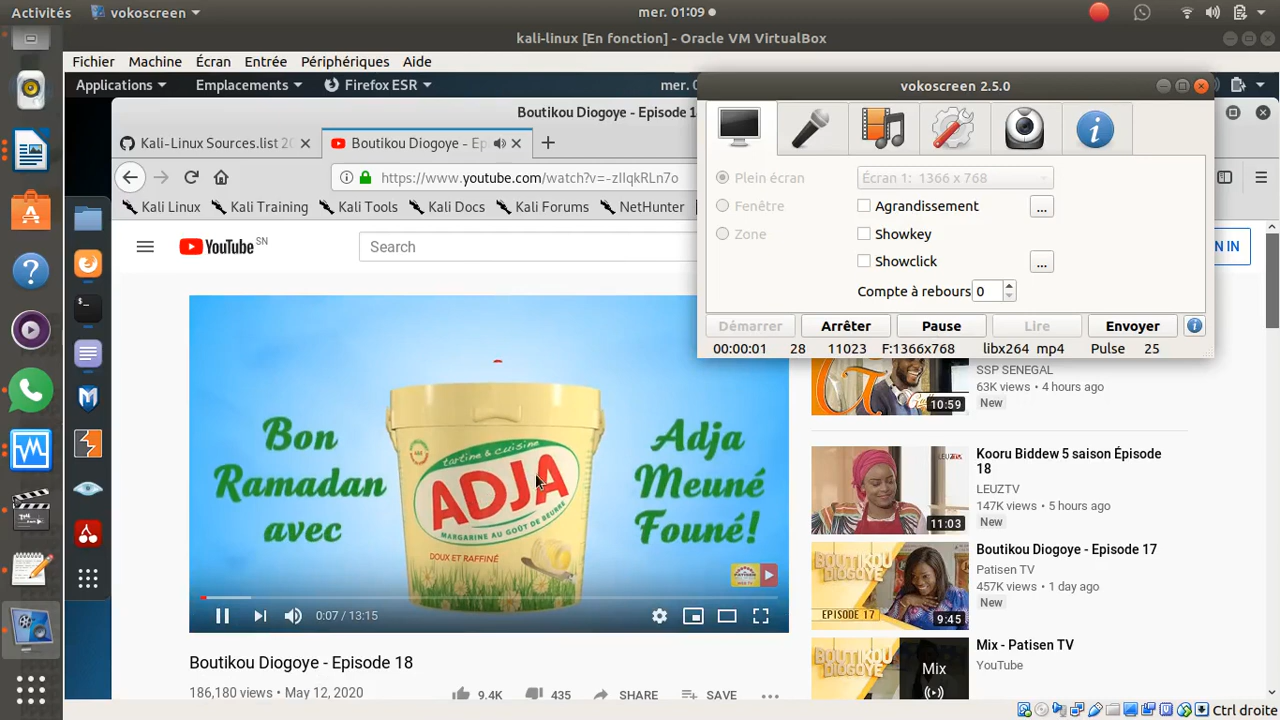 Activités
vokoscreen
mer. 01:09
kali-linux [En fonction] - Oracle VM VirtualBox
Fichier Machine Écran Entrée Périphériques Aide
Applications Emplacements Firefox ESR mer.
vokoscreen 2.5.0
Boutikou Diogoye - Episode
Kali-Linux Sources.list
Boutikou Diogoye - Ep
https://www.youtube.com/watch?v=-zIIqkRLn7o
Kali Linux Kali Training Kali Tools Kali Docs Kali Forums NetHunter
YouTube SN
Search
N IN
Plein écran
Écran 1: 1366 x 768
Fenêtre
Agrandissement
...
Zone
Showkey
Showclick
...
Compte à rebours 0
Démarrer Arrêter Pause Lire Envoyer
00:00:01 28 11023 F:1366x768 libx264 mp4 Pulse 25
Bon
Ramadan
avec
tartine & cuisine
ADJA
MARGARINE AU GOÛT DE BEURRE
DOUX ET RAFFINÉ
Adja
Meuné
Founé!
0:07 / 13:15
Boutikou Diogoye - Episode 18
186,180 views • May 12, 2020
9.4K 435 SHARE SAVE
SSP SENEGAL
63K views • 4 hours ago
New
10:59
Kooru Biddew 5 saison Épisode
18
LEUZTV
147K views • 5 hours ago
New
11:03
Boutikou Diogoye - Episode 17
Patisen TV
457K views • 1 day ago
New
BOUTIKOU
DIOGOYE
EPISODE 17
9:45
Mix - Patisen TV
YouTube
BOUTIKOU
DIOGOYE
Mix
Ctrl droite